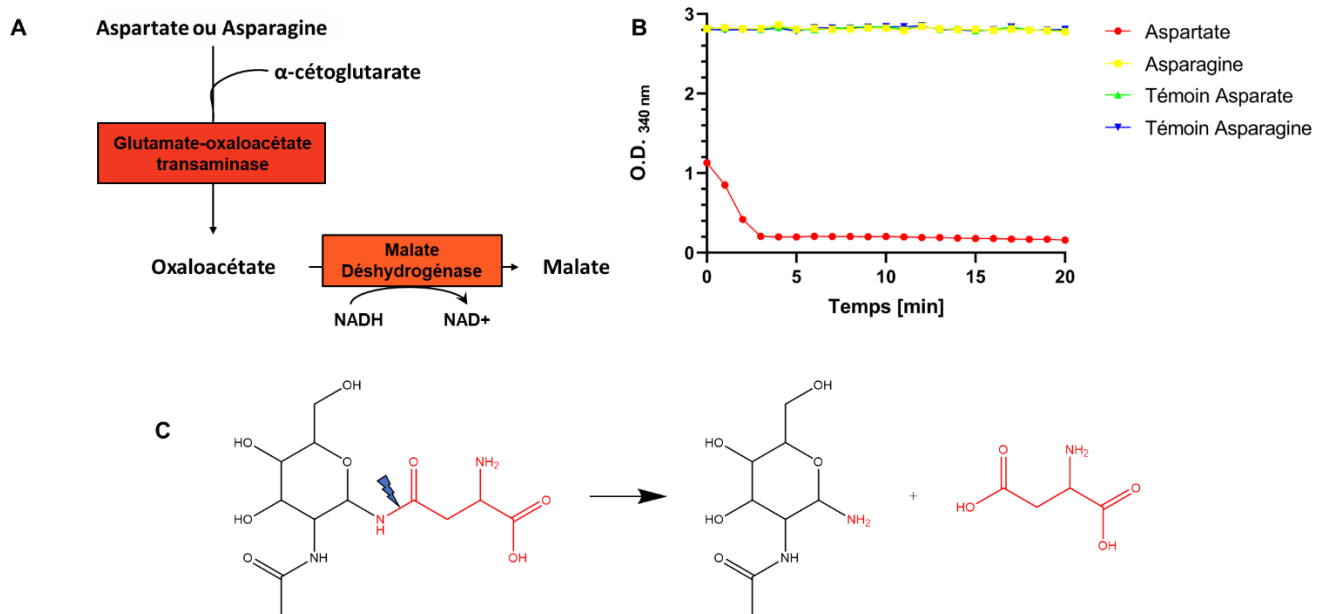 A
Aspartate ou Asparagine
α-cétoglutarate
Glutamate-oxaloacétate
transaminase
Oxaloacétate
Malate
Déshydrogénase
Malate
NADH
NAD+
B
3
2
1
0
O.D. 340 nm
0
5
10
15
20
Temps [min]
Aspartate
Asparagine
Témoin Asparate
Témoin Asparagine
C
OH
HO
O
HO
N
H
O
NH2
O
OH
NH
O
OH
HO
O
HO
NH2
NH
O
+
O
NH2
HO
O
OH